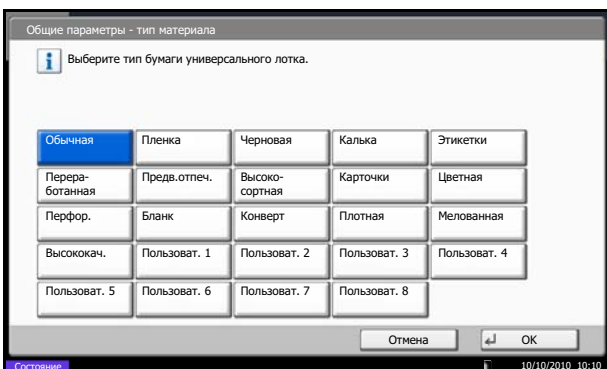 Общие параметры - тип материала
Выберите тип бумаги универсального лотка.
Обычная Пленка Черновая Калька Этикетки
Перера-
ботанная Предв.отпеч. Высоко-
сортная Карточки Цветная
Перфор. Бланк Конверт Плотная Мелованная
Высококач. Пользоват. 1 Пользоват. 2 Пользоват. 3 Пользоват. 4
Пользоват. 5 Пользоват. 6 Пользоват. 7 Пользоват. 8
Отмена OK
Состояние 10/10/2010 10:10